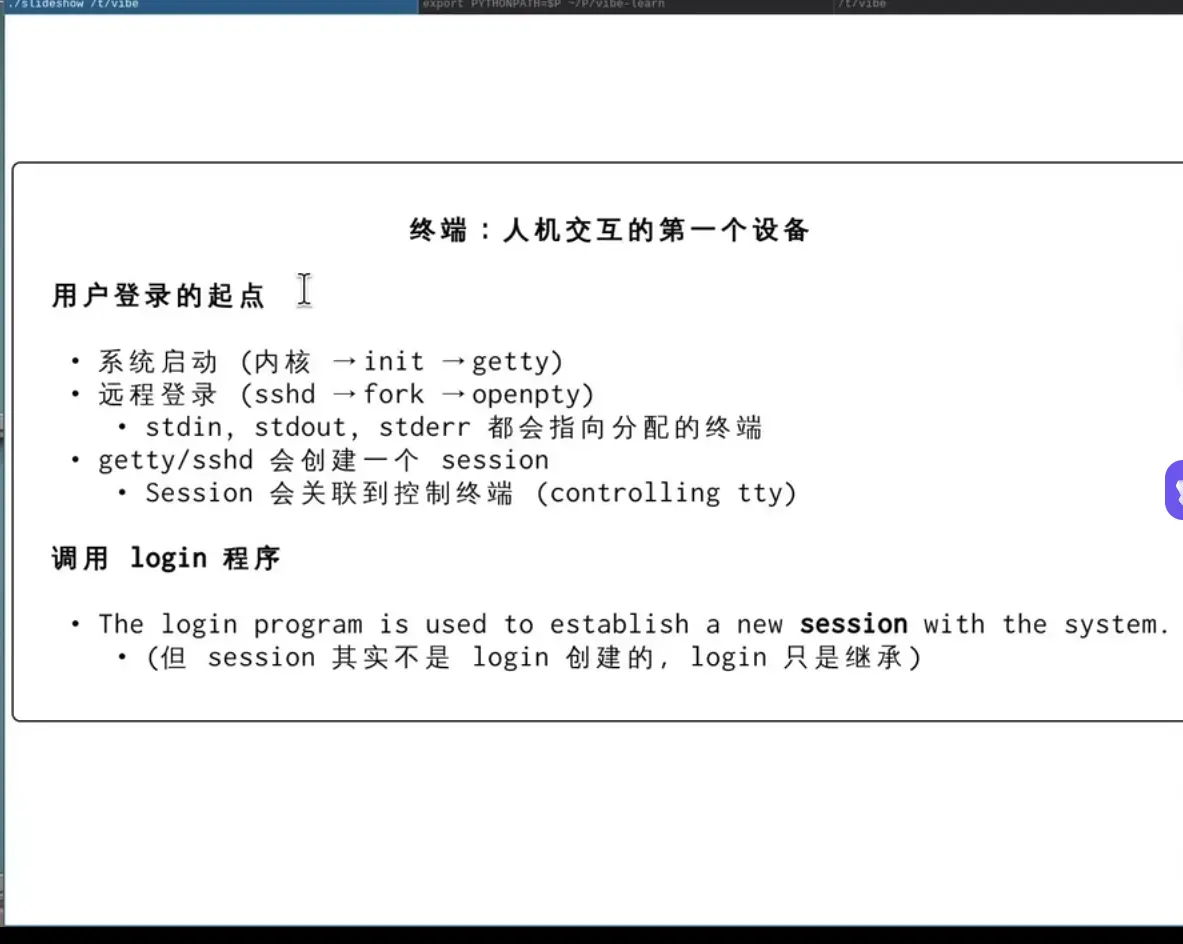 ./slideshow /t/vibe
export PYTHONPATH=$P ~/P/vibe-learn
/t/vibe
终端：人机交互的第一个设备
用户登录的起点
• 系统启动 (内核 →init →getty)
• 远程登录 (sshd →fork →openpty)
• stdin, stdout, stderr 都会指向分配的终端
• getty/sshd 会创建一个 session
• Session 会关联到控制终端 (controlling tty)
调用 login 程序
• The login program is used to establish a new session with the system.
• (但 session 其实不是 login 创建的, login 只是继承)